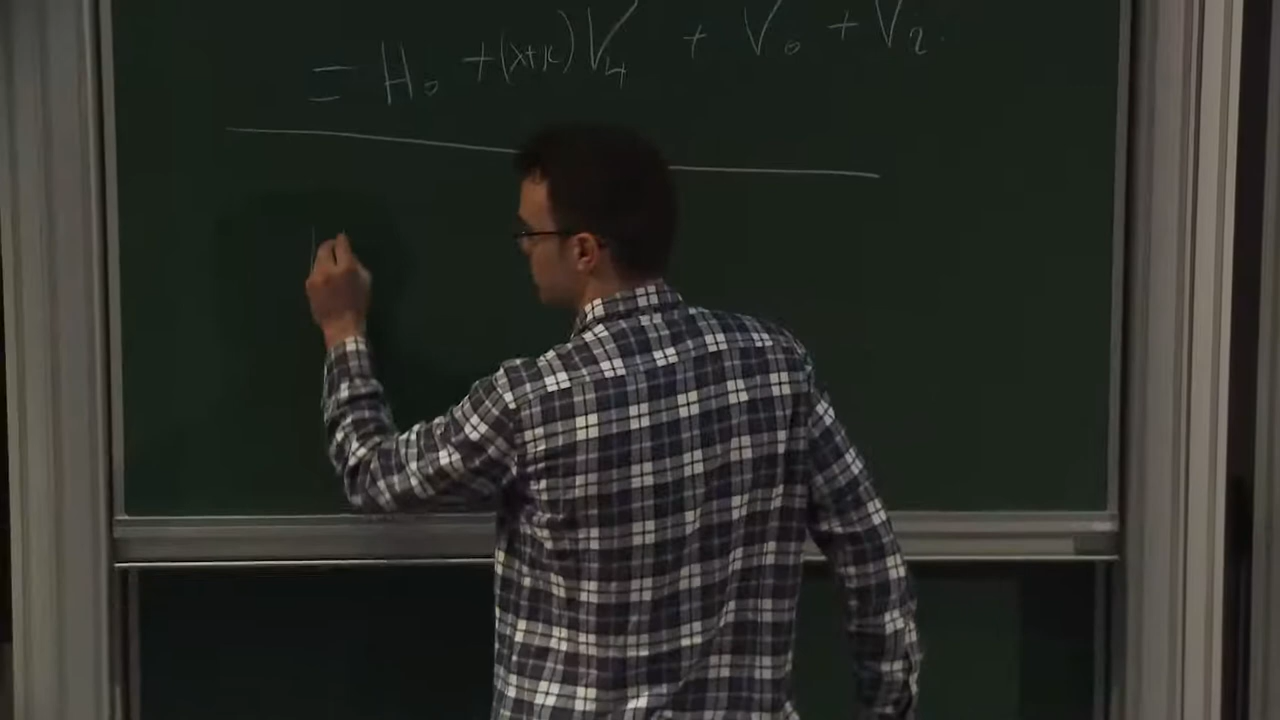 = H₀ + (λ+κ) V₄ + V₀ + V₂.